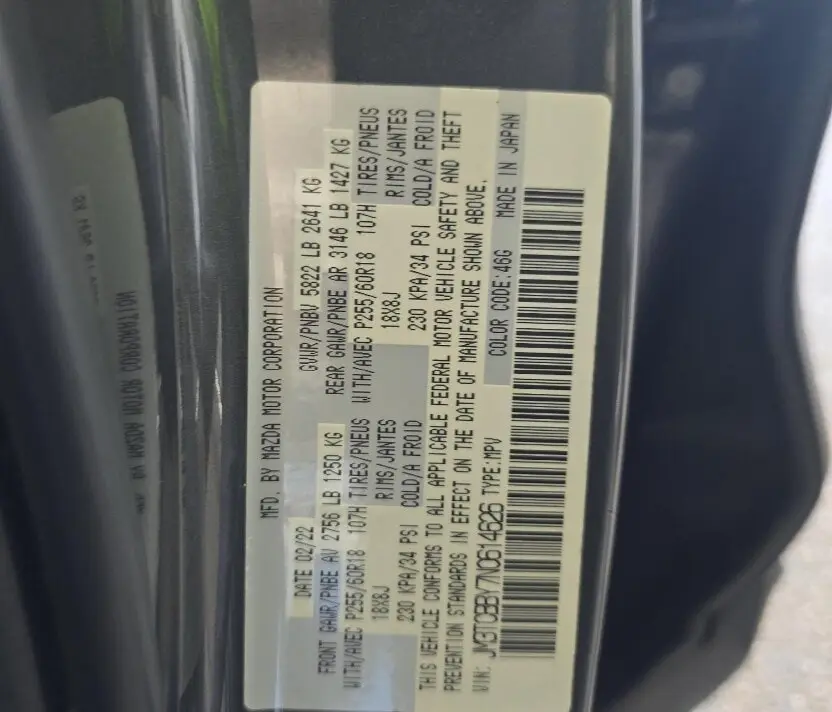 MFD. BY MAZDA MOTOR CORPORATION
DATE 02/22 GVWR/PNBV 5822 LB 2641 KG
FRONT GAWR/PNBE AV 2756 LB 1250 KG REAR GAWR/PNBE AR 3146 LB 1427 KG
WITH/AVEC P255/60R18 107H TIRES/PNEUS WITH/AVEC P255/60R18 107H TIRES/PNEUS
18X8J RIMS/JANTES 18X8J RIMS/JANTES
230 KPA/34 PSI COLD/A FROID 230 KPA/34 PSI COLD/A FROID
THIS VEHICLE CONFORMS TO ALL APPLICABLE FEDERAL MOTOR VEHICLE SAFETY AND THEFT
PREVENTION STANDARDS IN EFFECT ON THE DATE OF MANUFACTURE SHOWN ABOVE.
VIN: JM3TCBBY7N0614626 TYPE:MPV COLOR CODE:46G MADE IN JAPAN